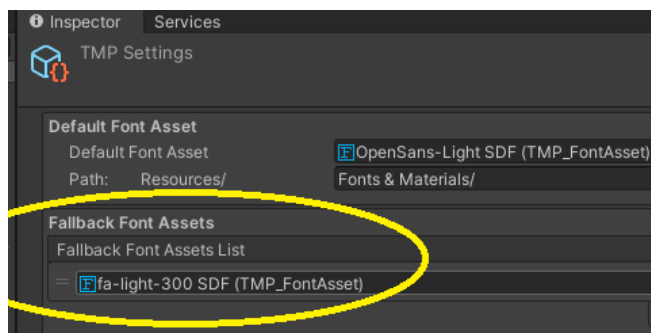 Inspector Services
TMP Settings
Default Font Asset
Default Font Asset OpenSans-Light SDF (TMP_FontAsset)
Path: Resources/ Fonts & Materials/
Fallback Font Assets
Fallback Font Assets List
fa-light-300 SDF (TMP_FontAsset)